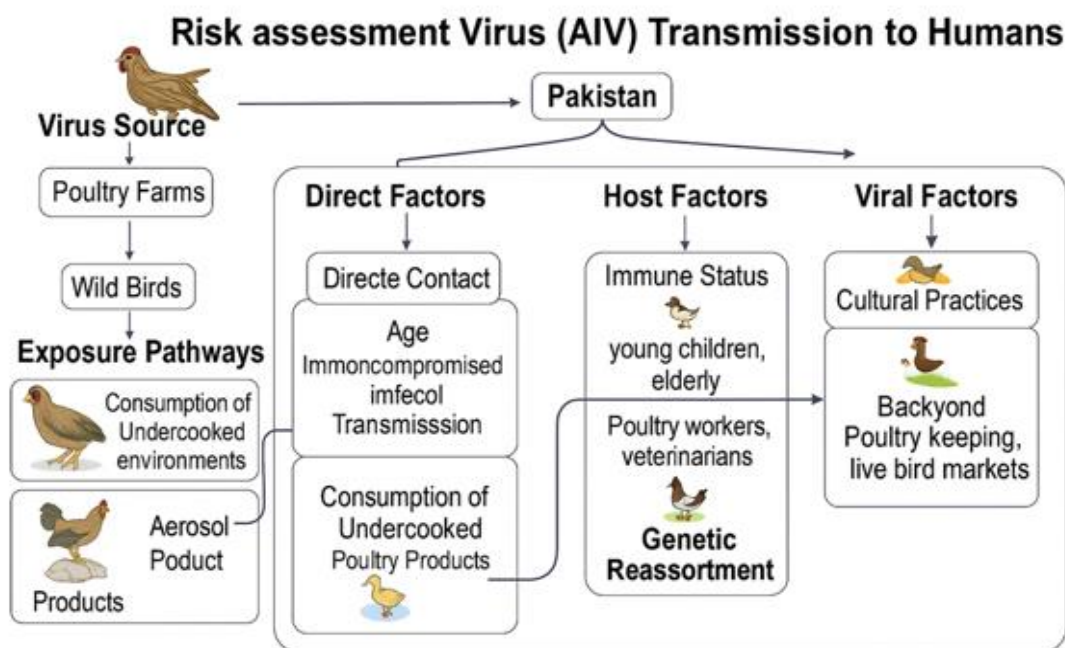 Risk assessment Virus (AIV) Transmission to Humans
Pakistan
Virus Source
Poultry Farms
Wild Birds
Exposure Pathways
Consumption of
Undercooked
environments
Aerosol
Poduct
Products
Direct Factors
Directe Contact
Age
Immoncompromised
imfecol
Transmisssion
Consumption of
Undercooked
Poultry Products
Host Factors
Immune Status
young children,
elderly
Poultry workers,
veterinarians
Genetic
Reassortment
Viral Factors
Cultural Practices
Backyond
Poultry keeping,
live bird markets